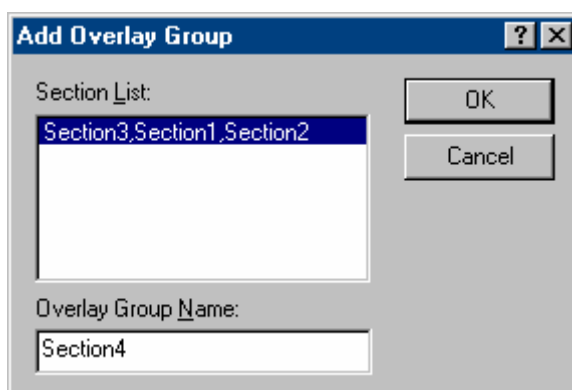 Add Overlay Group
Section List:
OK
Section3,Section1,Section2
Cancel
Overlay Group Name:
Section4